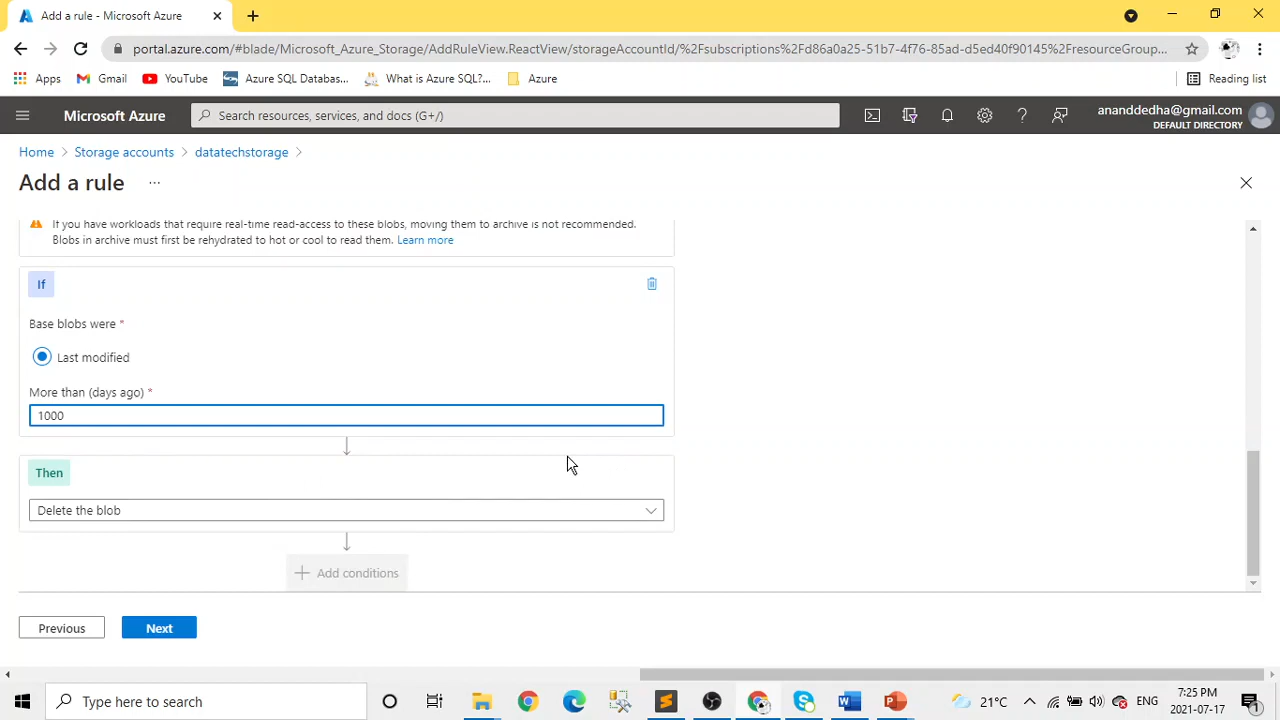 Add a rule - Microsoft Azure
portal.azure.com/#blade/Microsoft_Azure_Storage/AddRuleView.ReactView/storageAccountId/%2Fsubscriptions%2Fd86a0a25-51b7-4f76-85ad-d5ed40f90145%2FresourceGroup...
Apps Gmail YouTube Azure SQL Databas... What is Azure SQL?... Azure Reading list
Microsoft Azure Search resources, services, and docs (G+/) ananddedha@gmail.com
DEFAULT DIRECTORY
Home > Storage accounts > datatechstorage >
Add a rule ...
If you have workloads that require real-time read-access to these blobs, moving them to archive is not recommended.
Blobs in archive must first be rehydrated to hot or cool to read them. Learn more
If
Base blobs were *
Last modified
More than (days ago) *
1000
Then
Delete the blob
Add conditions
Previous Next
Type here to search 21°C ENG 7:25 PM
2021-07-17